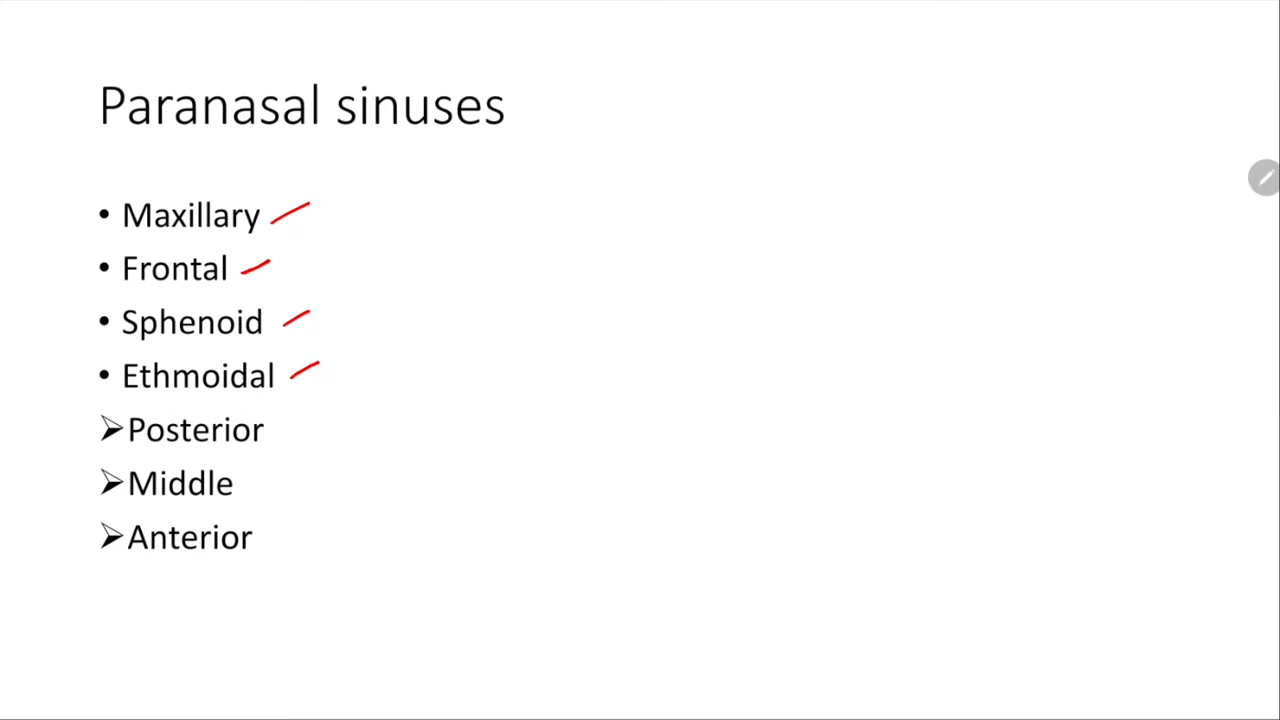 Paranasal sinuses
• Maxillary
• Frontal
• Sphenoid
• Ethmoidal
➢Posterior
➢Middle
➢Anterior